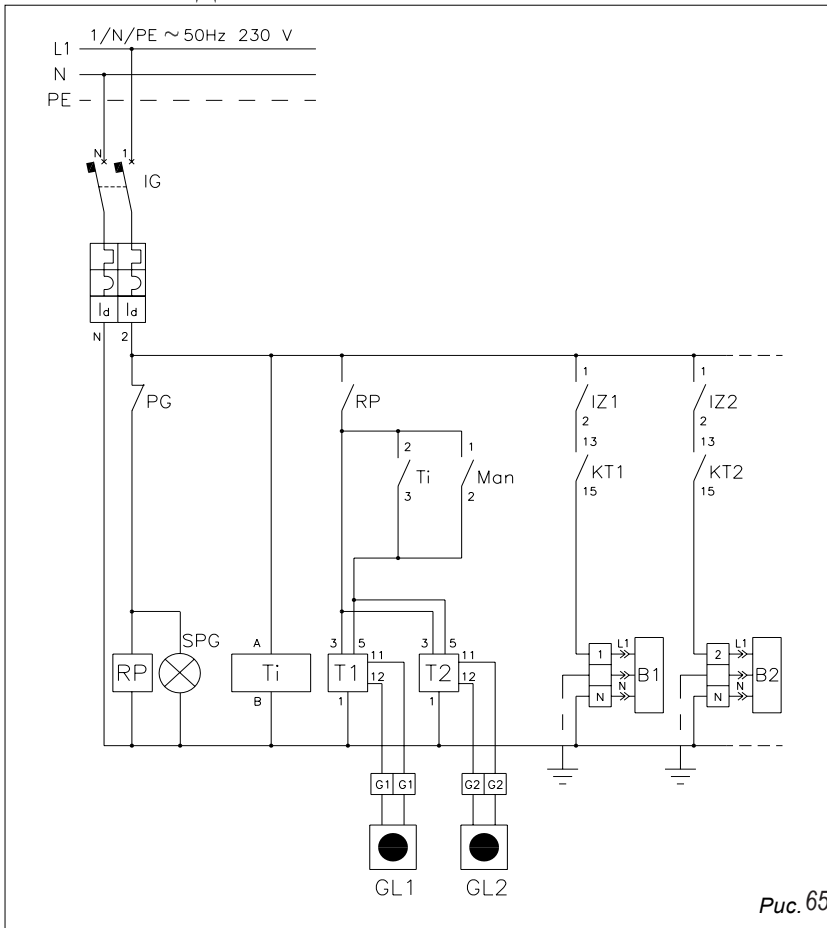 1/N/PE ~ 50Hz 230 V
L1
N
PE
N 1
IG
Id Id
N 2
1 1
PG RP IZ1 IZ2
2 2
2 1 13 13
Ti Man KT1 KT2
3 2 15 15
SPG
A 3 5 3 5 L1 L1
RP Ti T1 11 T2 11 1 B1 2 B2
12 12
B 1 1 N N N N
G1 G1 G2 G2
GL1 GL2
Рис. 65